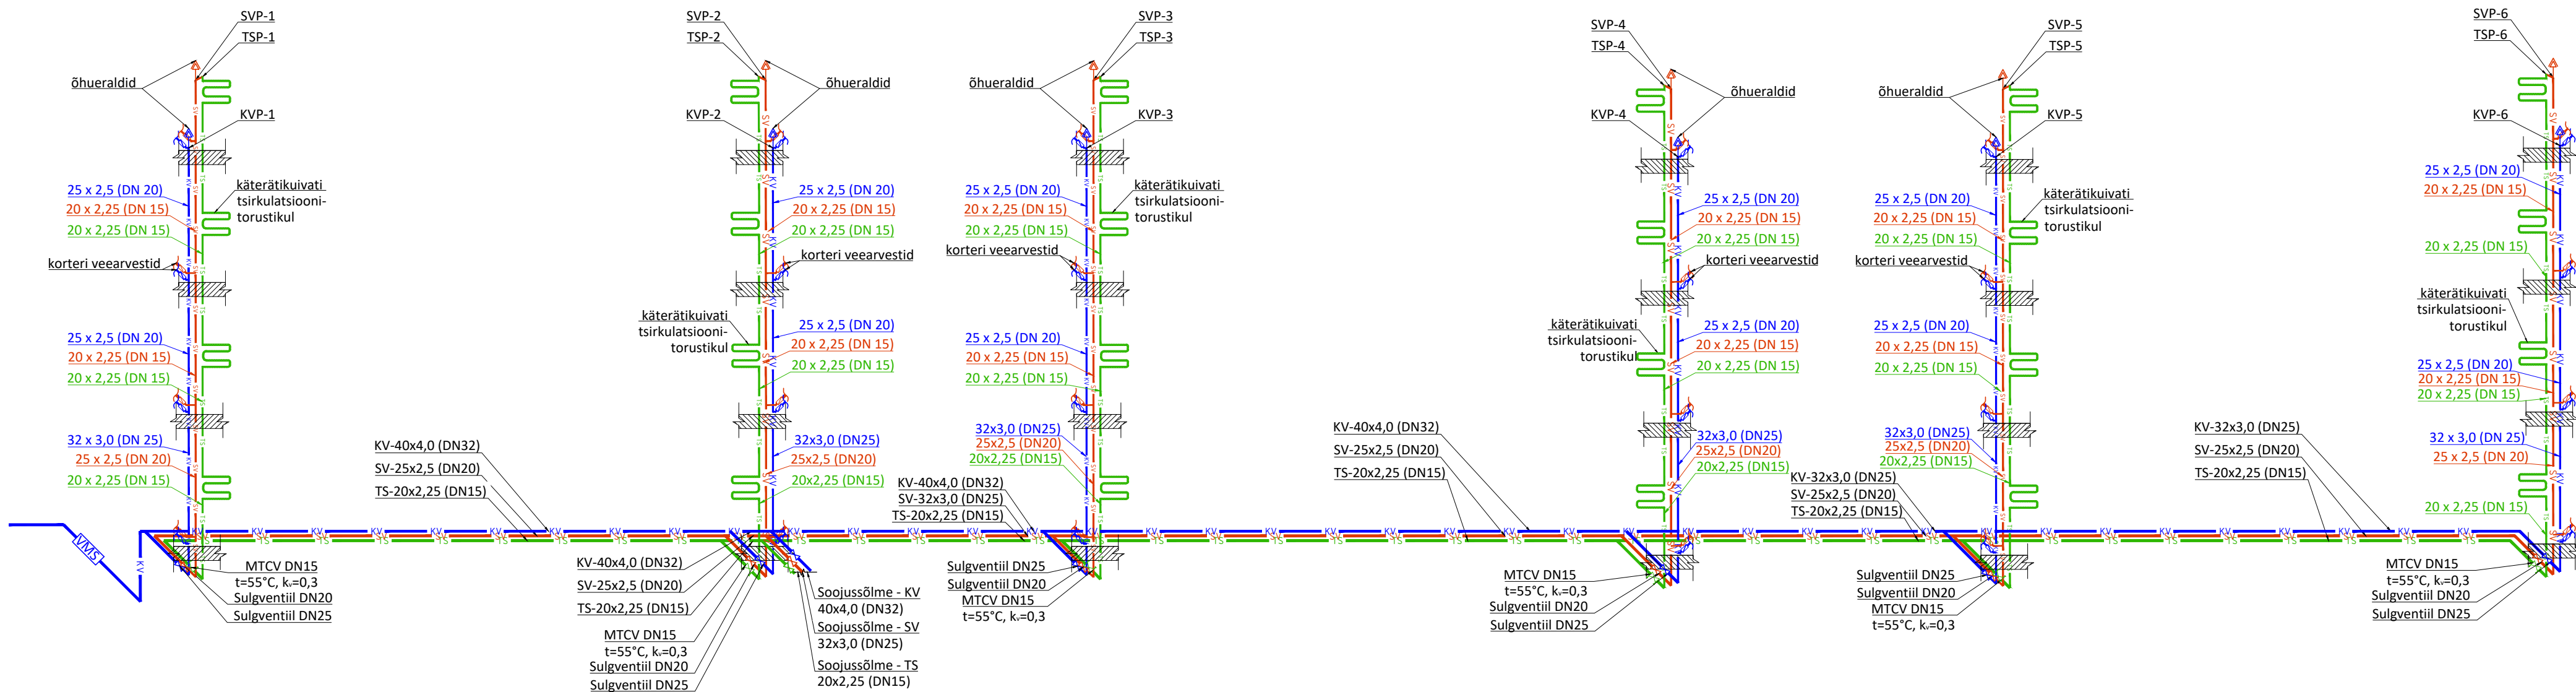 SVP-1
TSP-1
õhueraldid
KVP-1
25 x 2,5 (DN 20)
20 x 2,25 (DN 15)
20 x 2,25 (DN 15)
käterätikuivati
tsirkulatsiooni-
torustikul
korteri veearvestid
25 x 2,5 (DN 20)
20 x 2,25 (DN 15)
20 x 2,25 (DN 15)
32 x 3,0 (DN 25)
25 x 2,5 (DN 20)
20 x 2,25 (DN 15)
KV-40x4,0 (DN32)
SV-25x2,5 (DN20)
TS-20x2,25 (DN15)
VMS
KV
MTCV DN15
t=55°C, kᵥ=0,3
Sulgventiil DN20
Sulgventiil DN25
SVP-2
TSP-2
õhueraldid
KVP-2
25 x 2,5 (DN 20)
20 x 2,25 (DN 15)
20 x 2,25 (DN 15)
korteri veearvestid
käterätikuivati
tsirkulatsiooni-
torustikul
25 x 2,5 (DN 20)
20 x 2,25 (DN 15)
20 x 2,25 (DN 15)
32x3,0 (DN25)
25x2,5 (DN20)
20x2,25 (DN15)
KV-40x4,0 (DN32)
SV-25x2,5 (DN20)
TS-20x2,25 (DN15)
MTCV DN15
t=55°C, kᵥ=0,3
Sulgventiil DN20
Sulgventiil DN25
Soojussõlme - KV
40x4,0 (DN32)
Soojussõlme - SV
32x3,0 (DN25)
Soojussõlme - TS
20x2,25 (DN15)
SVP-3
TSP-3
õhueraldid
KVP-3
25 x 2,5 (DN 20)
20 x 2,25 (DN 15)
20 x 2,25 (DN 15)
käterätikuivati
tsirkulatsiooni-
torustikul
korteri veearvestid
25 x 2,5 (DN 20)
20 x 2,25 (DN 15)
20 x 2,25 (DN 15)
32x3,0 (DN25)
25x2,5 (DN20)
20x2,25 (DN15)
KV-40x4,0 (DN32)
SV-32x3,0 (DN25)
TS-20x2,25 (DN15)
Sulgventiil DN25
Sulgventiil DN20
MTCV DN15
t=55°C, kᵥ=0,3
SVP-4
TSP-4
õhueraldid
KVP-4
25 x 2,5 (DN 20)
20 x 2,25 (DN 15)
20 x 2,25 (DN 15)
korteri veearvestid
käterätikuivati
tsirkulatsiooni-
torustikul
25 x 2,5 (DN 20)
20 x 2,25 (DN 15)
20 x 2,25 (DN 15)
KV-40x4,0 (DN32)
SV-25x2,5 (DN20)
TS-20x2,25 (DN15)
32x3,0 (DN25)
25x2,5 (DN20)
20x2,25 (DN15)
MTCV DN15
t=55°C, kᵥ=0,3
Sulgventiil DN20
Sulgventiil DN25
SVP-5
TSP-5
õhueraldid
KVP-5
25 x 2,5 (DN 20)
20 x 2,25 (DN 15)
20 x 2,25 (DN 15)
käterätikuivati
tsirkulatsiooni-
torustikul
korteri veearvestid
25 x 2,5 (DN 20)
20 x 2,25 (DN 15)
20 x 2,25 (DN 15)
32x3,0 (DN25)
25x2,5 (DN20)
20x2,25 (DN15)
KV-32x3,0 (DN25)
SV-25x2,5 (DN20)
TS-20x2,25 (DN15)
Sulgventiil DN25
Sulgventiil DN20
MTCV DN15
t=55°C, kᵥ=0,3
SVP-6
TSP-6
KVP-6
25 x 2,5 (DN 20)
20 x 2,25 (DN 15)
20 x 2,25 (DN 15)
käterätikuivati
tsirkulatsiooni-
torustikul
25 x 2,5 (DN 20)
20 x 2,25 (DN 15)
20 x 2,25 (DN 15)
KV-32x3,0 (DN25)
SV-25x2,5 (DN20)
TS-20x2,25 (DN15)
32 x 3,0 (DN 25)
25 x 2,5 (DN 20)
20 x 2,25 (DN 15)
MTCV DN15
t=55°C, kᵥ=0,3
Sulgventiil DN20
Sulgventiil DN25